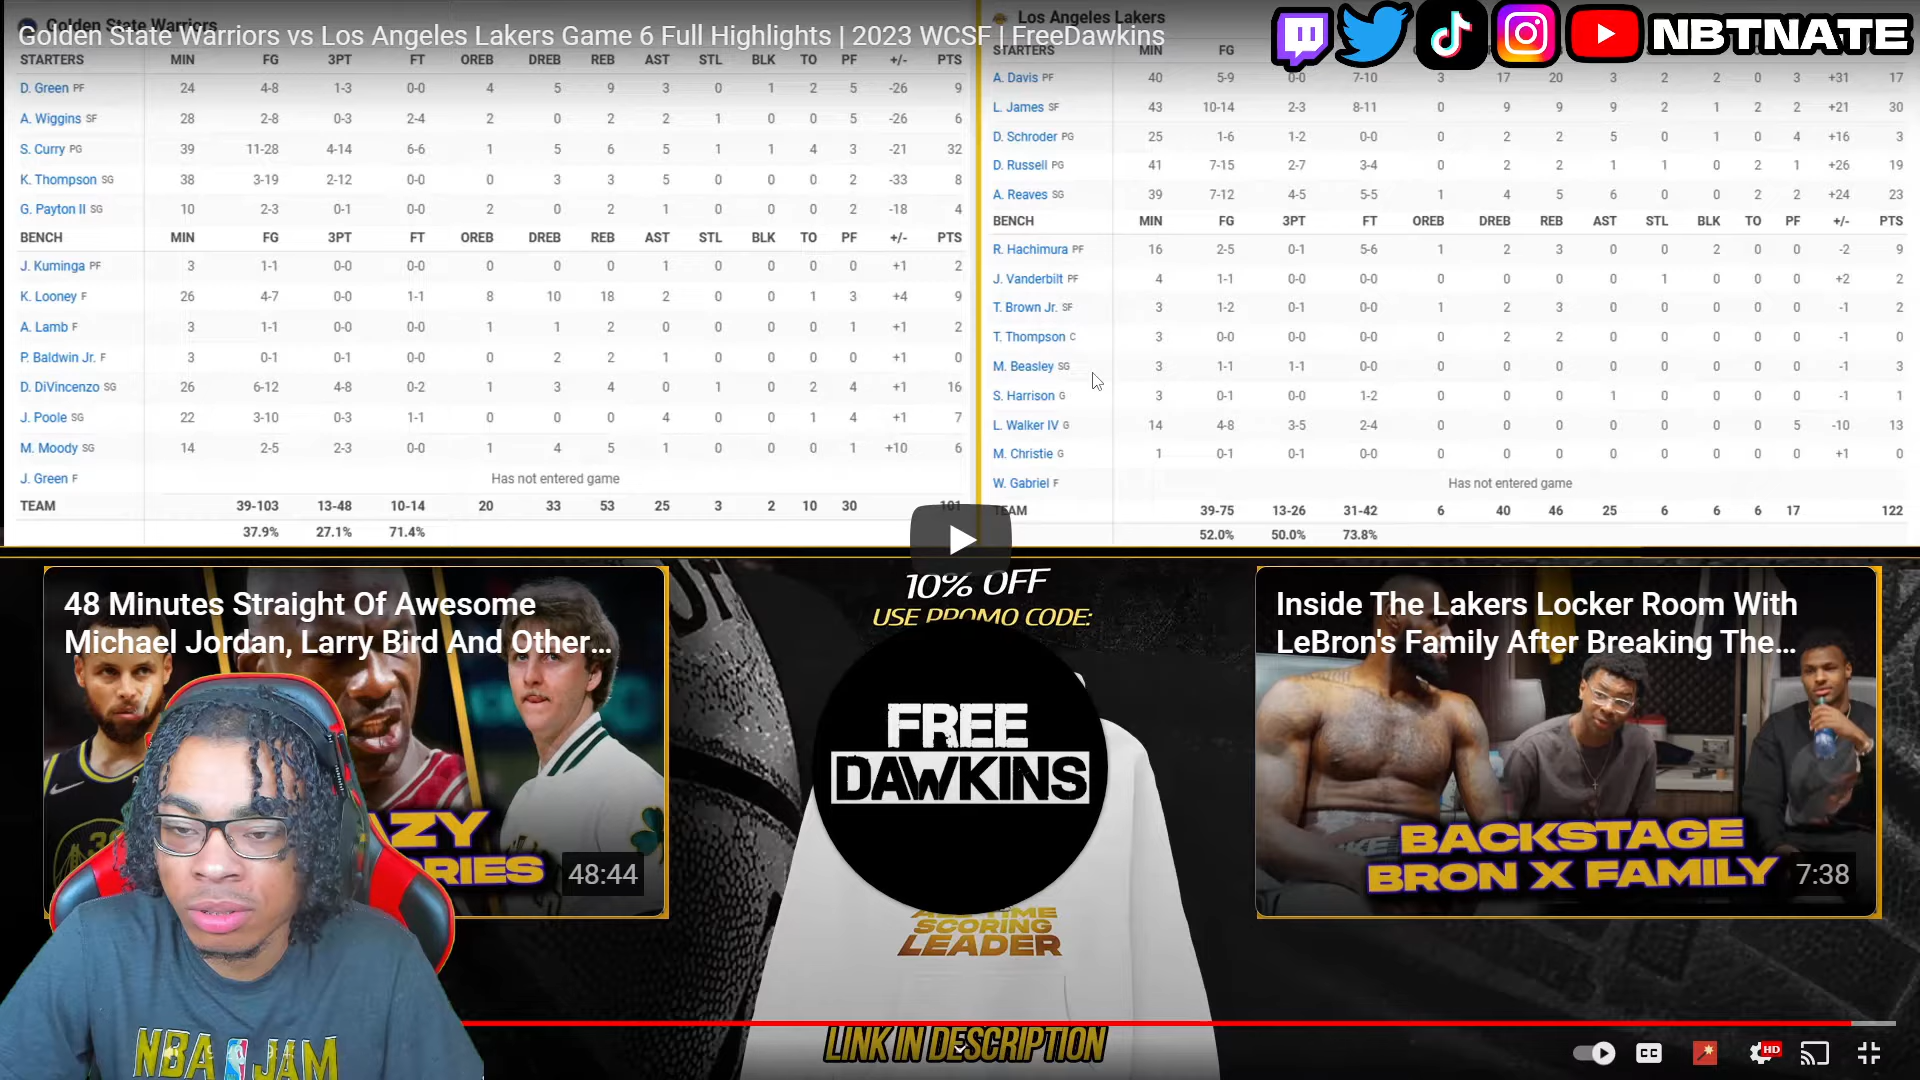 Golden State Warriors
Golden State Warriors vs Los Angeles Lakers Game 6 Full Highlights | 2023 WCSF | FreeDawkins
STARTERS MIN FG 3PT FT OREB DREB REB AST STL BLK TO PF +/- PTS
D. Green PF 24 4-8 1-3 0-0 4 5 9 3 0 1 2 5 -26 9
A. Wiggins SF 28 2-8 0-3 2-4 2 0 2 2 1 0 0 5 -26 6
S. Curry PG 39 11-28 4-14 6-6 1 5 6 5 1 1 4 3 -21 32
K. Thompson SG 38 3-19 2-12 0-0 0 3 3 5 0 0 0 2 -33 8
G. Payton II SG 10 2-3 0-1 0-0 2 0 2 1 0 0 0 2 -18 4
BENCH MIN FG 3PT FT OREB DREB REB AST STL BLK TO PF +/- PTS
J. Kuminga PF 3 1-1 0-0 0-0 0 0 0 1 0 0 0 0 +1 2
K. Looney F 26 4-7 0-0 1-1 8 10 18 2 0 0 1 3 +4 9
A. Lamb F 3 1-1 0-0 0-0 1 1 2 0 0 0 0 1 +1 2
P. Baldwin Jr. F 3 0-1 0-1 0-0 0 2 2 1 0 0 0 0 +1 0
D. DiVincenzo SG 26 6-12 4-8 0-2 1 3 4 0 1 0 2 4 +1 16
J. Poole SG 22 3-10 0-3 1-1 0 0 0 4 0 0 1 4 +1 7
M. Moody SG 14 2-5 2-3 0-0 1 4 5 1 0 0 0 1 +10 6
J. Green F Has not entered game
TEAM 39-103 13-48 10-14 20 33 53 25 3 2 10 30 101
37.9% 27.1% 71.4%
Los Angeles Lakers
STARTERS MIN FG
A. Davis PF 40 5-9 0-0 7-10 3 17 20 3 2 2 0 3 +31 17
L. James SF 43 10-14 2-3 8-11 0 9 9 9 2 1 2 2 +21 30
D. Schroder PG 25 1-6 1-2 0-0 0 2 2 5 0 1 0 4 +16 3
D. Russell PG 41 7-15 2-7 3-4 0 2 2 1 1 0 2 1 +26 19
A. Reaves SG 39 7-12 4-5 5-5 1 4 5 6 0 0 2 2 +24 23
BENCH MIN FG 3PT FT OREB DREB REB AST STL BLK TO PF +/- PTS
R. Hachimura PF 16 2-5 0-1 5-6 1 2 3 0 0 2 0 0 -2 9
J. Vanderbilt PF 4 1-1 0-0 0-0 0 0 0 0 1 0 0 0 +2 2
T. Brown Jr. SF 3 1-2 0-1 0-0 1 2 3 0 0 0 0 0 -1 2
T. Thompson C 3 0-0 0-0 0-0 0 2 2 0 0 0 0 0 -1 0
M. Beasley SG 3 1-1 1-1 0-0 0 0 0 0 0 0 0 0 -1 3
S. Harrison G 3 0-1 0-0 1-2 0 0 0 1 0 0 0 0 -1 1
L. Walker IV G 14 4-8 3-5 2-4 0 0 0 0 0 0 0 5 -10 13
M. Christie G 1 0-1 0-1 0-0 0 0 0 0 0 0 0 0 +1 0
W. Gabriel F Has not entered game
TEAM 39-75 13-26 31-42 6 40 46 25 6 6 6 17 122
52.0% 50.0% 73.8%
NBTNATE
48 Minutes Straight Of Awesome
Michael Jordan, Larry Bird And Other...
48:44
10% OFF
USE PROMO CODE:
FREE
DAWKINS
SCORING
LEADER
LINK IN DESCRIPTION
Inside The Lakers Locker Room With
LeBron's Family After Breaking The...
BACKSTAGE
BRON X FAMILY
7:38
NBA JAM
CC
HD